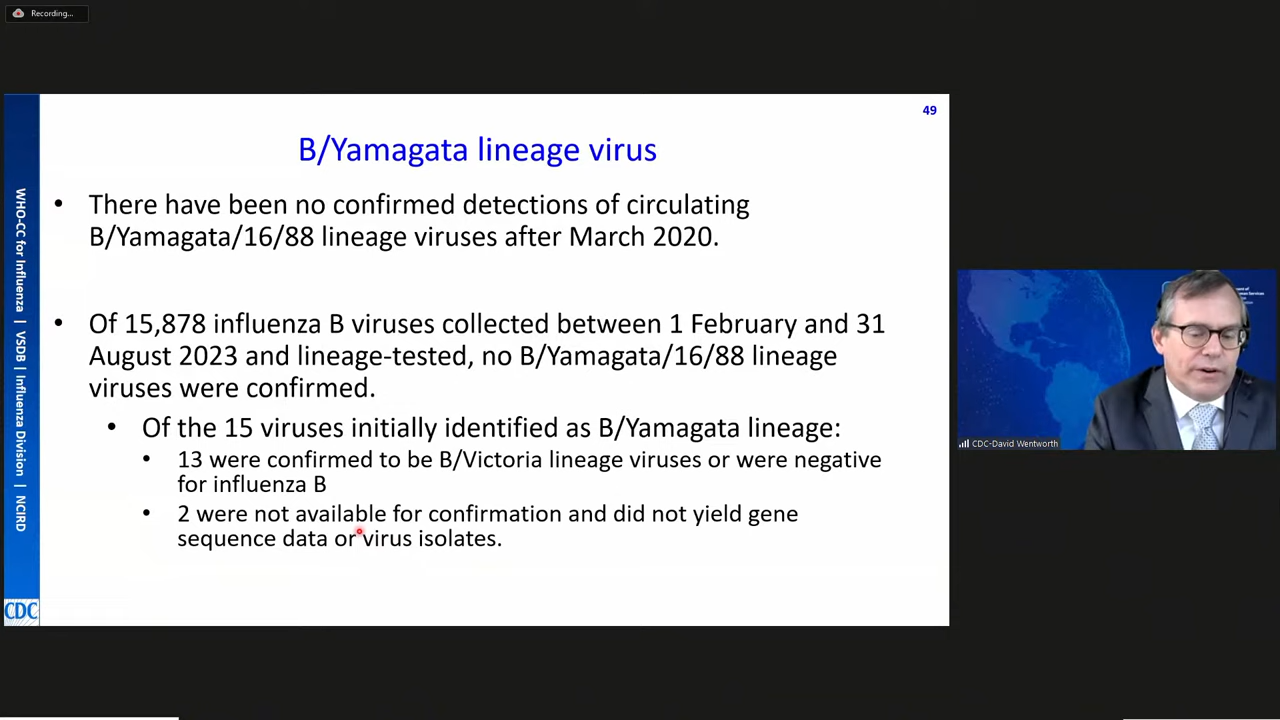 Recording...
49
B/Yamagata lineage virus
• There have been no confirmed detections of circulating
B/Yamagata/16/88 lineage viruses after March 2020.
• Of 15,878 influenza B viruses collected between 1 February and 31
August 2023 and lineage-tested, no B/Yamagata/16/88 lineage
viruses were confirmed.
• Of the 15 viruses initially identified as B/Yamagata lineage:
• 13 were confirmed to be B/Victoria lineage viruses or were negative
for influenza B
• 2 were not available for confirmation and did not yield gene
sequence data or virus isolates.
WHO-CC for Influenza | VSDB | Influenza Division | NCIRD
CDC
CDC-David Wentworth